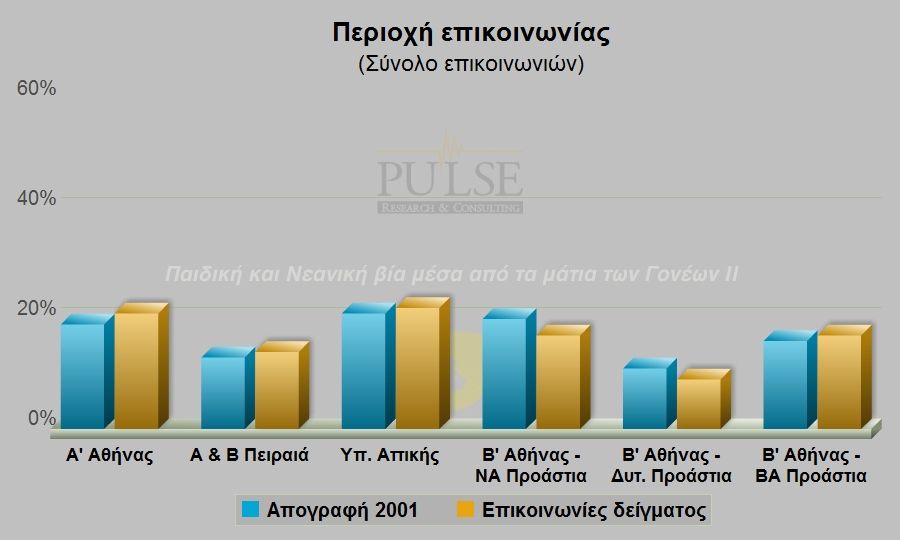 Περιοχή επικοινωνίας
(Σύνολο επικοινωνιών)
60%
PULSE
40%
RESEARCH & CONSULTING
Παιδική και Νεανική βία μέσα από τα μάτια των Γονέων ΙΙ
20%
0%
Α' Αθήνας
Α & Β Πειραιά
Υπ. Αττικής
Β' Αθήνας -
ΝΑ Προάστια
Β' Αθήνας -
Δυτ. Προάστια
Β' Αθήνας -
ΒΑ Προάστια
Απογραφή 2001
Επικοινωνίες δείγματος